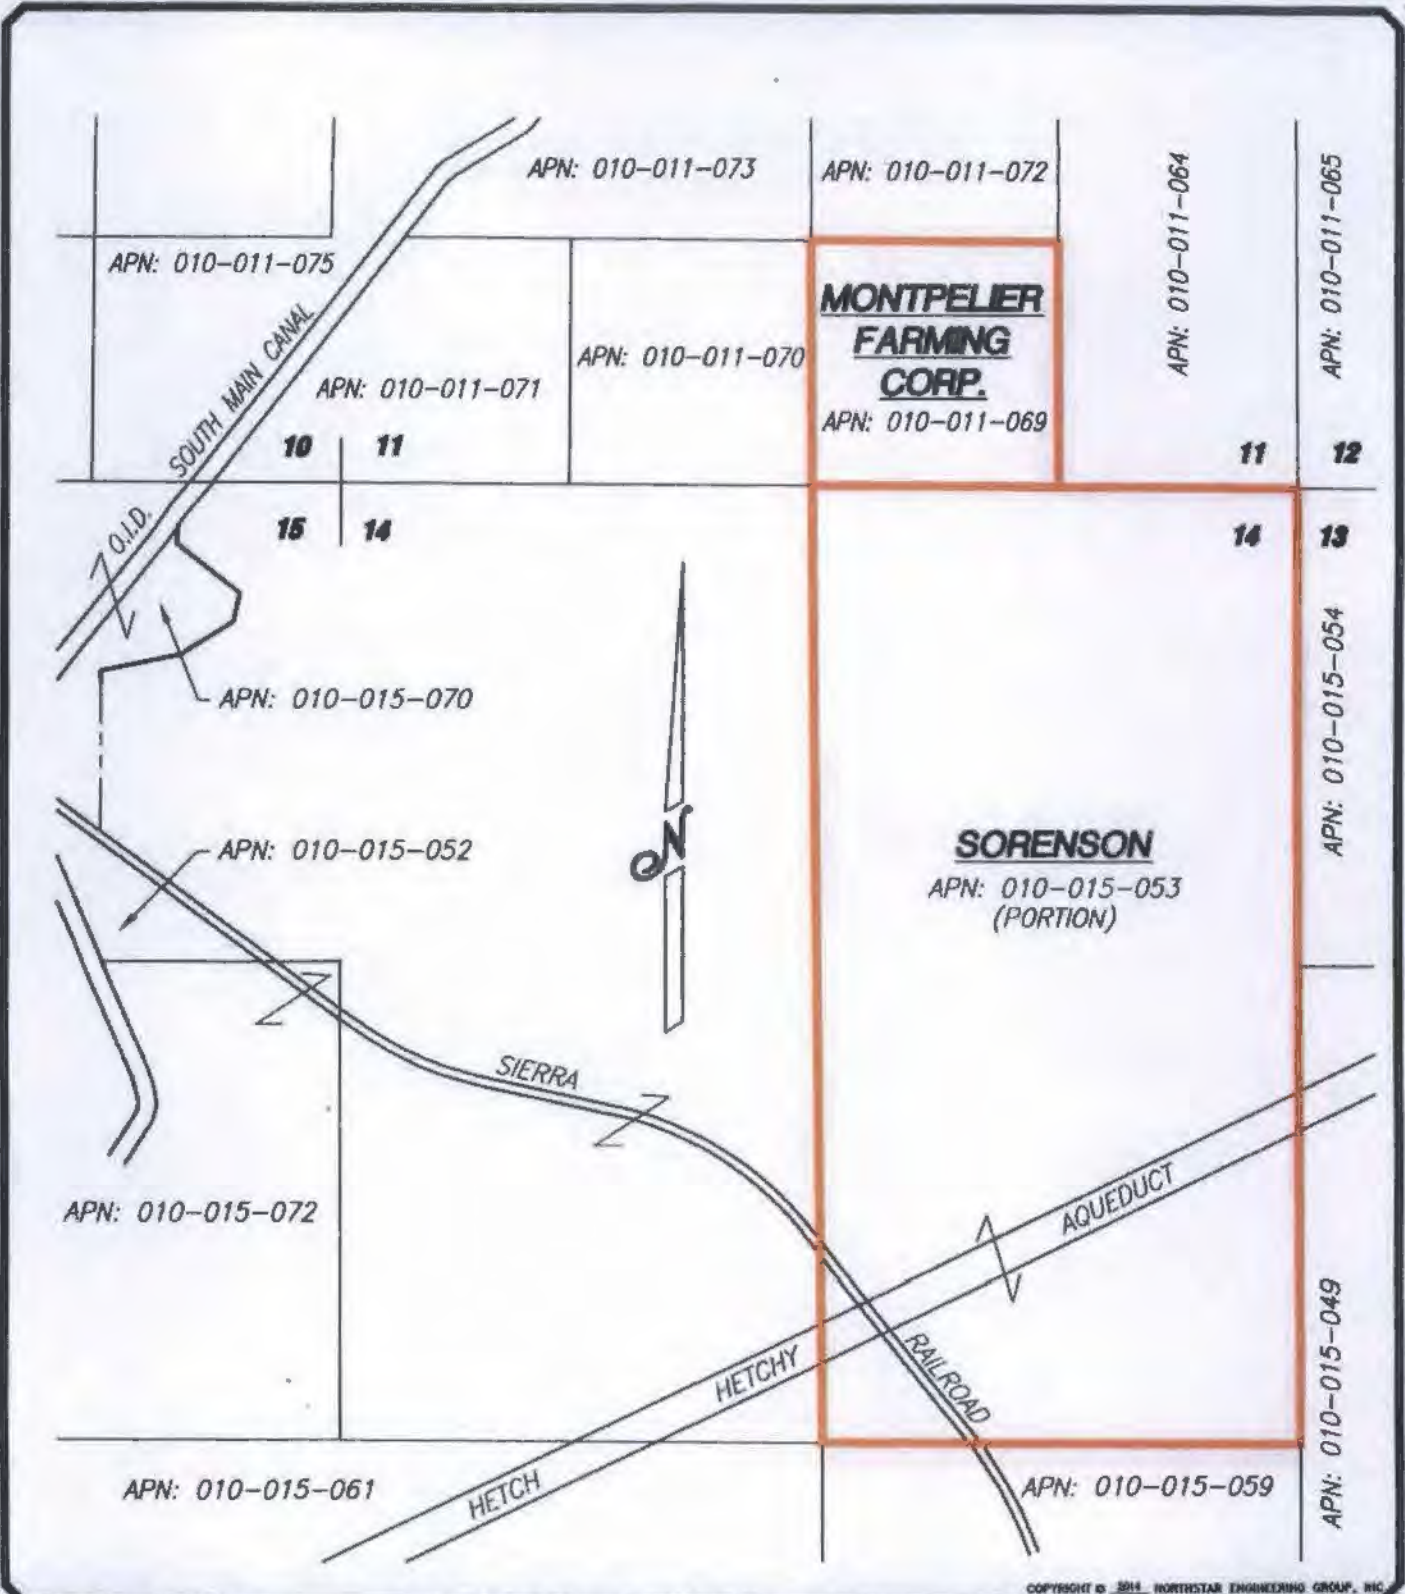 APN: 010-011-073
APN: 010-011-072
APN: 010-011-064
APN: 010-011-065
APN: 010-011-075
MONTPELIER
FARMING
CORP.
APN: 010-011-069
APN: 010-011-070
APN: 010-011-071
O.I.D. SOUTH MAIN CANAL
10 11
15 14
11 12
14 13
APN: 010-015-054
APN: 010-015-070
N
APN: 010-015-052
SORENSON
APN: 010-015-053
(PORTION)
SIERRA RAILROAD
APN: 010-015-072
HETCH HETCHY AQUEDUCT
APN: 010-015-049
APN: 010-015-061
APN: 010-015-059
COPYRIGHT © 2014 NORTHSTAR ENGINEERING GROUP, INC.